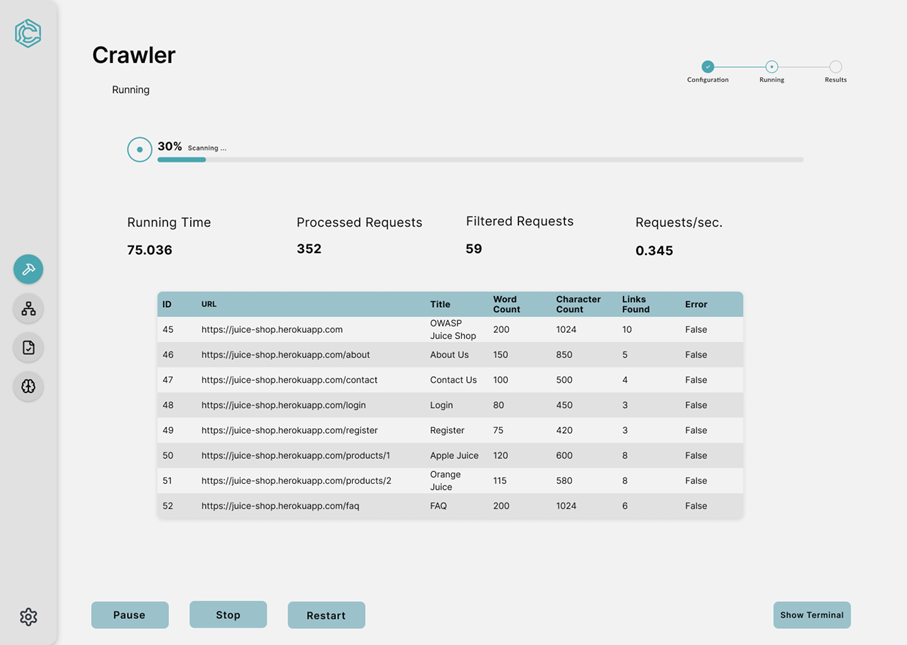 Crawler
Running
Configuration Running Results
30% Scanning ...
Running Time Processed Requests Filtered Requests Requests/sec.
75.036 352 59 0.345
ID URL Title Word Count Character Count Links Found Error
45 https://juice-shop.herokuapp.com OWASP Juice Shop 200 1024 10 False
46 https://juice-shop.herokuapp.com/about About Us 150 850 5 False
47 https://juice-shop.herokuapp.com/contact Contact Us 100 500 4 False
48 https://juice-shop.herokuapp.com/login Login 80 450 3 False
49 https://juice-shop.herokuapp.com/register Register 75 420 3 False
50 https://juice-shop.herokuapp.com/products/1 Apple Juice 120 600 8 False
51 https://juice-shop.herokuapp.com/products/2 Orange Juice 115 580 8 False
52 https://juice-shop.herokuapp.com/faq FAQ 200 1024 6 False
Pause Stop Restart Show Terminal